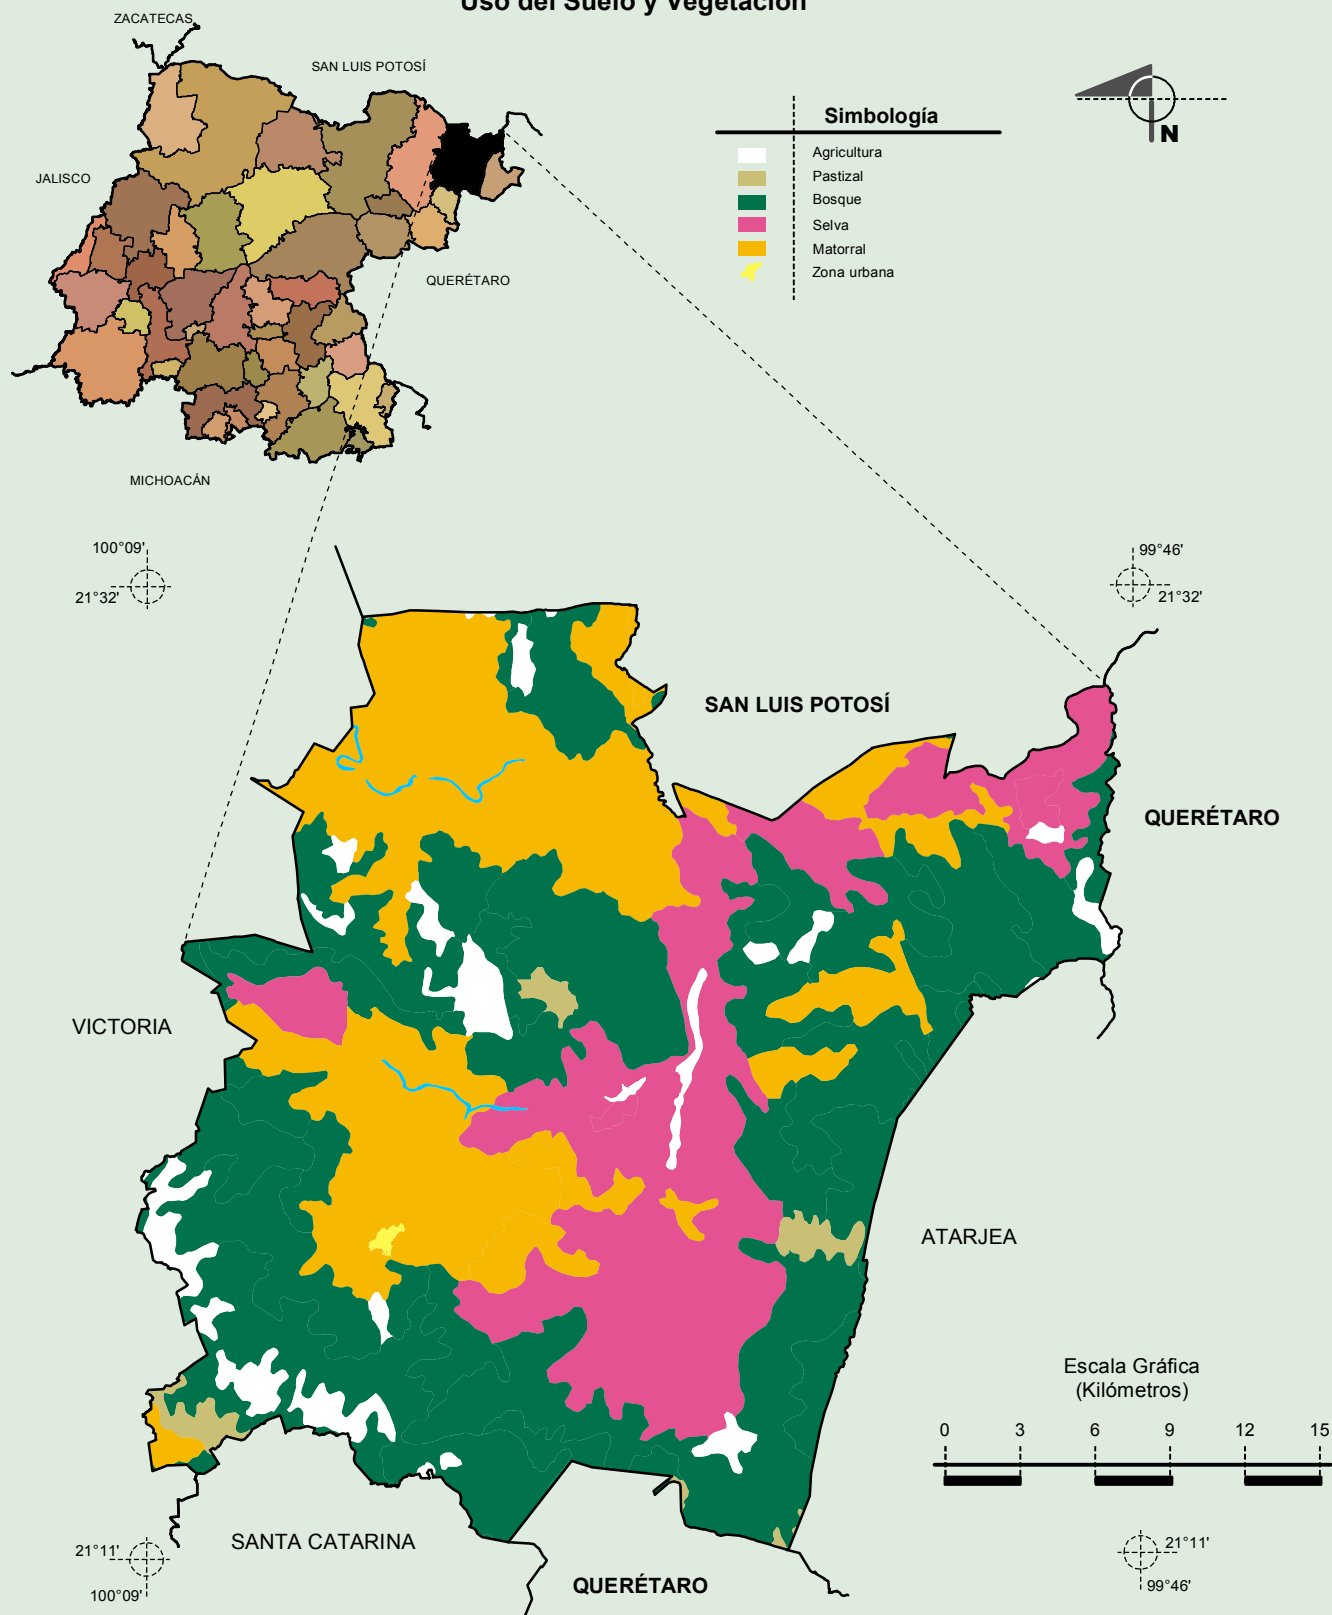 Uso del Suelo y Vegetación
ZACATECAS
SAN LUIS POTOSÍ
JALISCO
QUERÉTARO
MICHOACÁN
N
Simbología
Agricultura
Pastizal
Bosque
Selva
Matorral
Zona urbana
100°09'
21°32'
99°46'
21°32'
SAN LUIS POTOSÍ
QUERÉTARO
VICTORIA
ATARJEA
Escala Gráfica
(Kilómetros)
0 3 6 9 12 15
SANTA CATARINA
QUERÉTARO
21°11'
100°09'
21°11'
99°46'